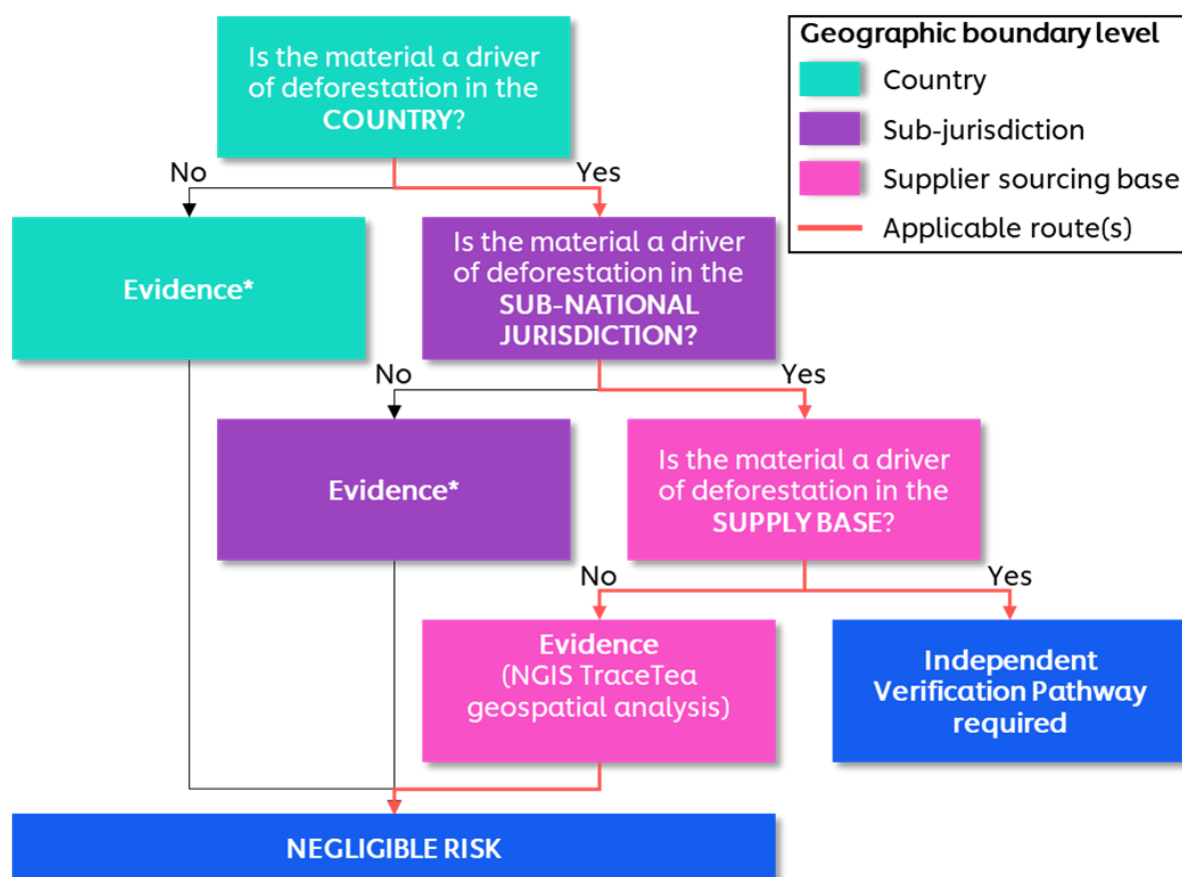 Is the material a driver
of deforestation in the
COUNTRY?
Geographic boundary level
Country
Sub-jurisdiction
Supplier sourcing base
Applicable route(s)
No
Yes
Evidence*
Is the material a driver
of deforestation in the
SUB-NATIONAL
JURISDICTION?
No
Yes
Evidence*
Is the material a driver
of deforestation in the
SUPPLY BASE?
No
Yes
Evidence
(NGIS TraceTea
geospatial analysis)
Independent
Verification Pathway
required
NEGLIGIBLE RISK